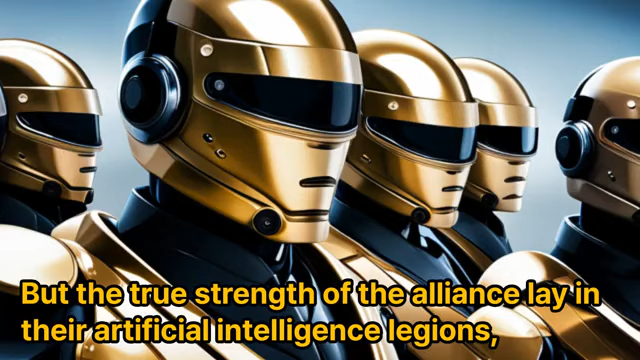 But the true strength of the alliance lay in
their artificial intelligence legions,